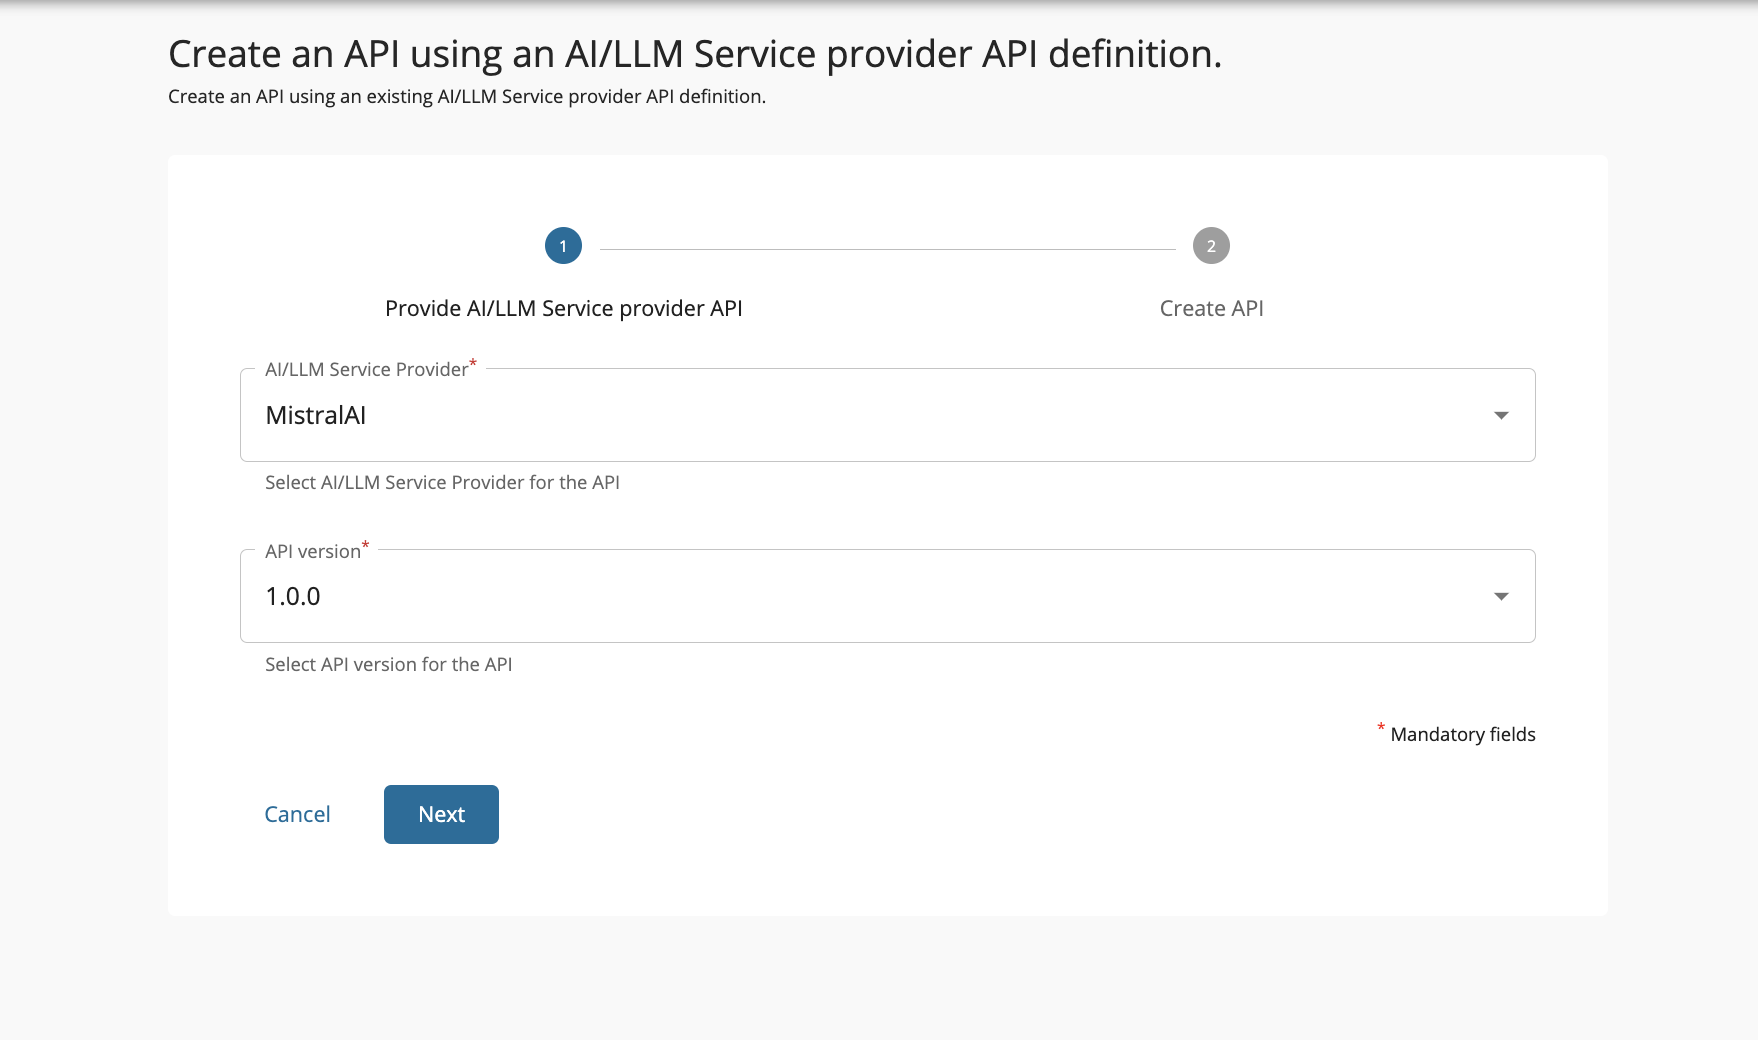 Create an API using an AI/LLM Service provider API definition.
Create an API using an existing AI/LLM Service provider API definition.
1
2
Provide AI/LLM Service provider API
Create API
AI/LLM Service Provider*
MistralAI
Select AI/LLM Service Provider for the API
API version*
1.0.0
Select API version for the API
* Mandatory fields
Cancel
Next